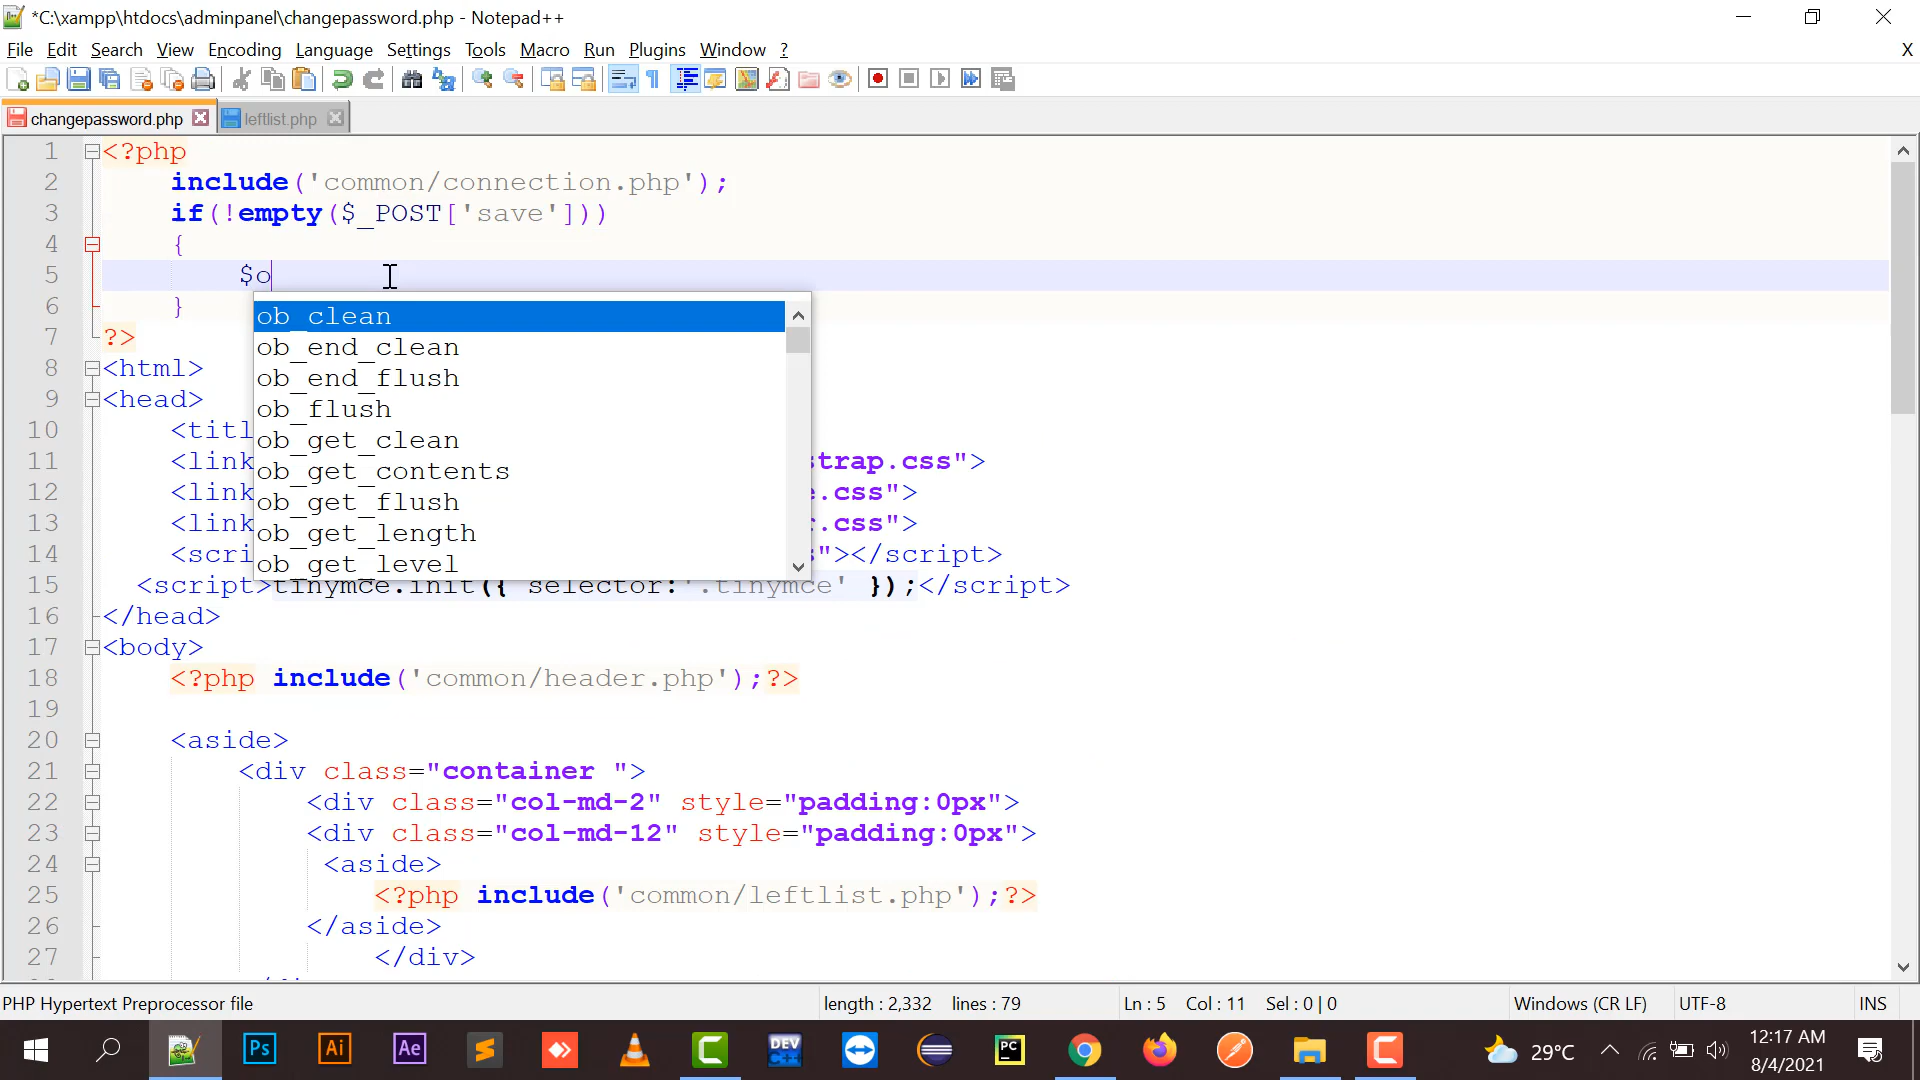 *C:\xampp\htdocs\adminpanel\changepassword.php - Notepad++
File Edit Search View Encoding Language Settings Tools Macro Run Plugins Window ? X
changepassword.php leftlist.php
1 <?php
2 include('common/connection.php');
3 if(!empty($_POST['save']))
4 {
5 $o
6 }
ob_clean
ob_end_clean
ob_end_flush
ob_flush
ob_get_clean
ob_get_contents
ob_get_flush
ob_get_length
ob_get_level
7 ?>
8 <html>
9 <head>
10 <titl
11 <link strap.css">
12 <link e.css">
13 <link r.css">
14 <scri s"></script>
15 <script>tinymce.init({ selector:'.tinymce' });</script>
16 </head>
17 <body>
18 <?php include('common/header.php');?>
19
20 <aside>
21 <div class="container ">
22 <div class="col-md-2" style="padding:0px">
23 <div class="col-md-12" style="padding:0px">
24 <aside>
25 <?php include('common/leftlist.php');?>
26 </aside>
27 </div>
PHP Hypertext Preprocessor file length : 2,332 lines : 79 Ln : 5 Col : 11 Sel : 0 | 0 Windows (CR LF) UTF-8 INS
Ps Ai Ae DEV C++ PC 29°C 12:17 AM
8/4/2021